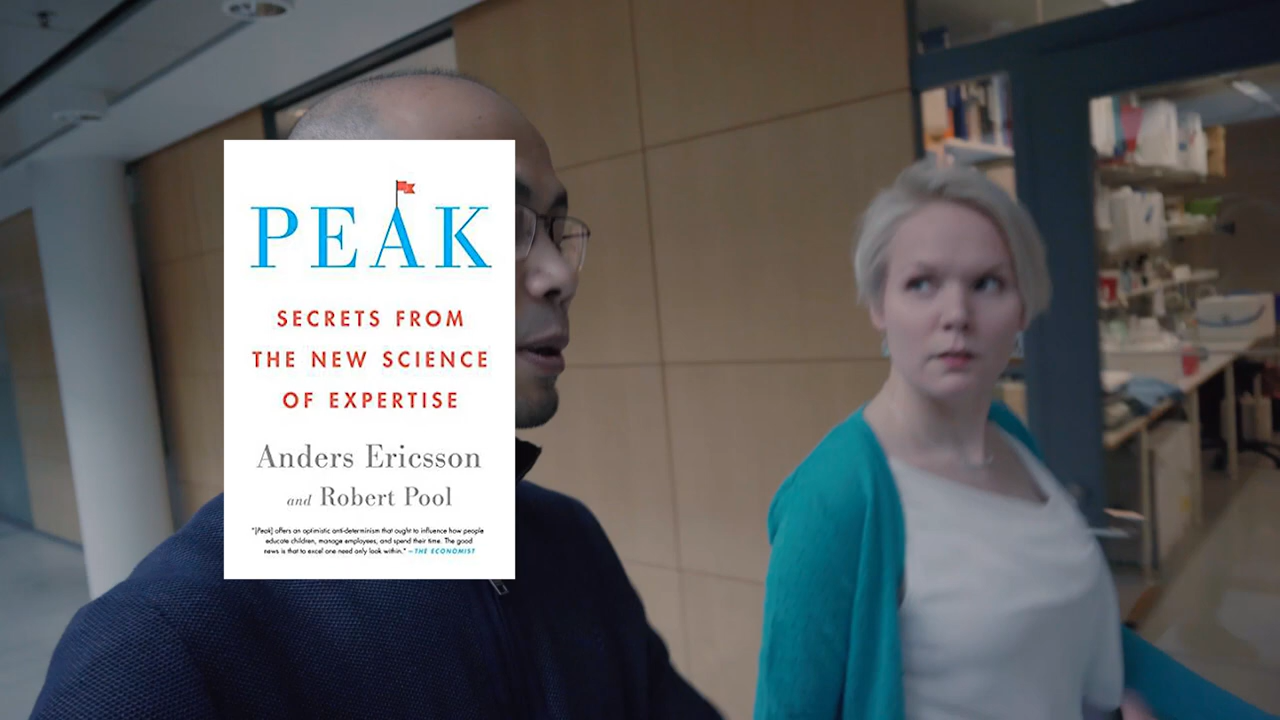 PEAK
SECRETS FROM
THE NEW SCIENCE
OF EXPERTISE
Anders Ericsson
and Robert Pool
"[Peak] offers an optimistic anti-determinism that ought to influence how people
educate children, manage employees, and spend their time. The good
news is that to excel one need only look within." —THE ECONOMIST